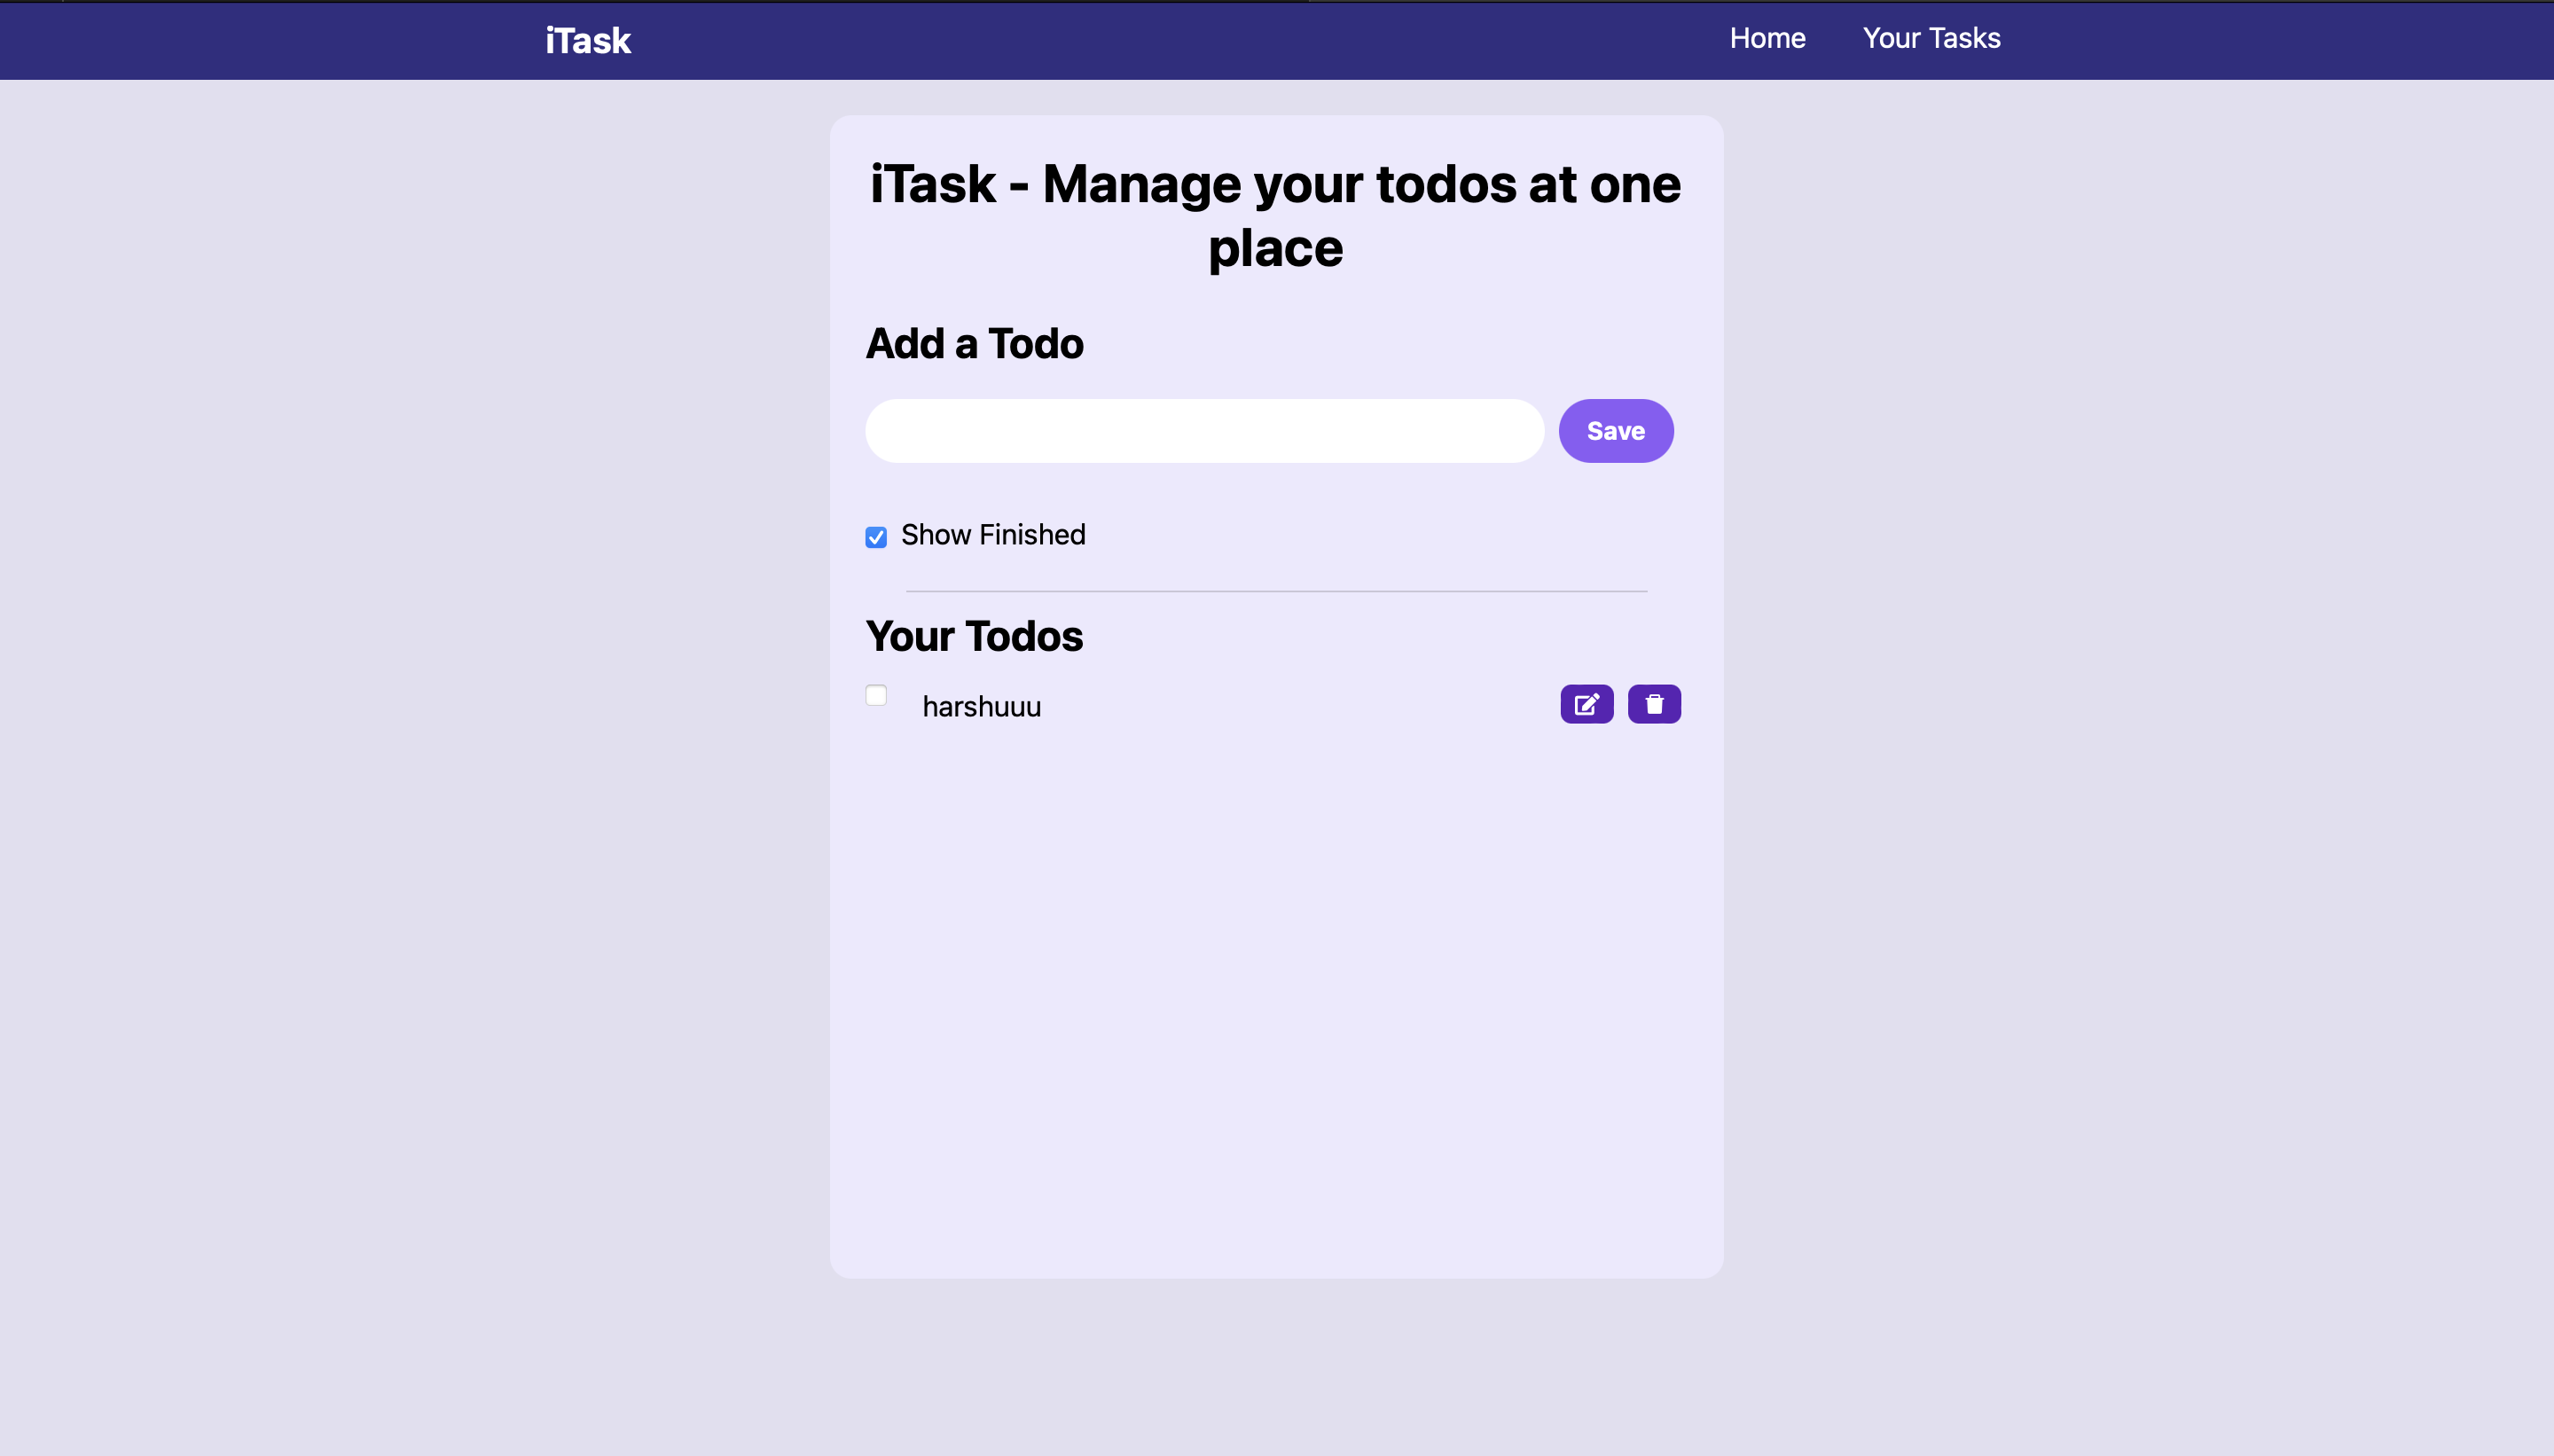 iTask
Home
Your Tasks
iTask - Manage your todos at one
place
Add a Todo
Save
Show Finished
Your Todos
harshuuu